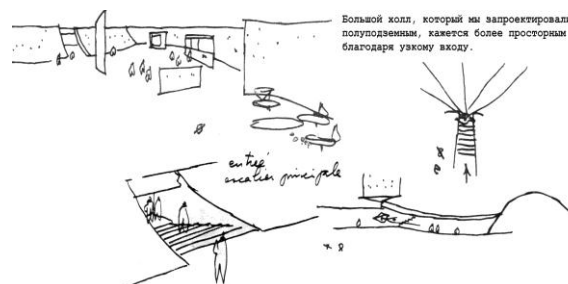 Большой холл, который мы запроектировали
полуподземным, кажется более просторным
благодаря узкому входу.
entrée
escalier principale